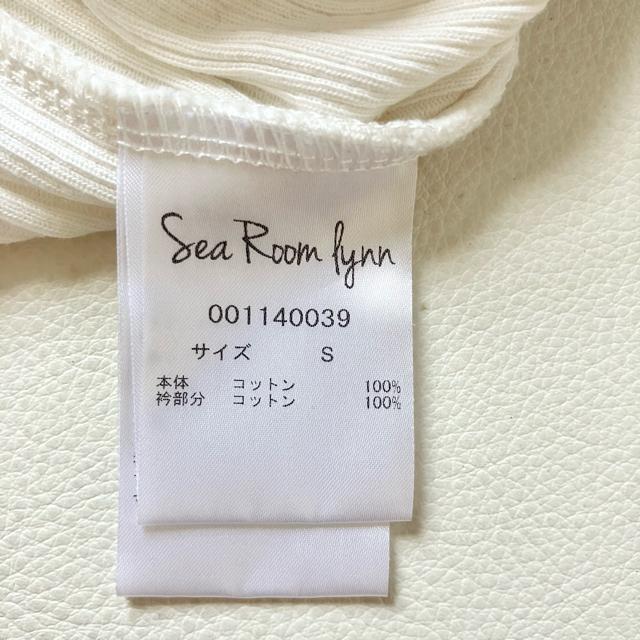 Sea Room lynn
001140039
サイズ S
本体 コットン 100%
衿部分 コットン 100%